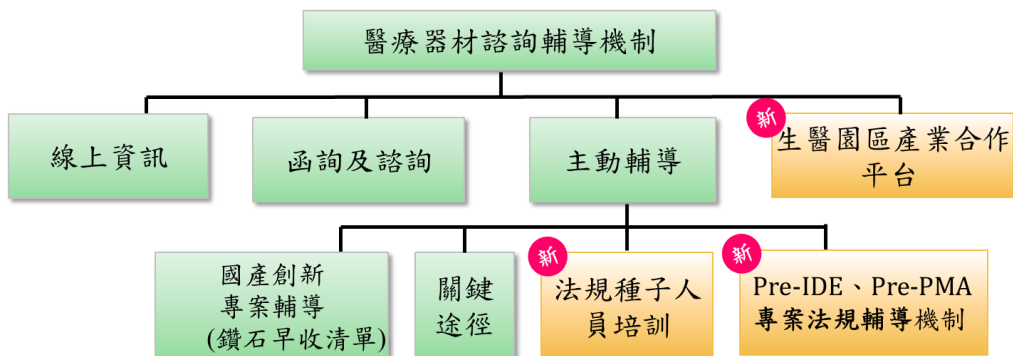 醫療器材諮詢輔導機制
線上資訊
函詢及諮詢
主動輔導
新
生醫園區產業合作
平台
國產創新
專案輔導
(鑽石早收清單)
關鍵
途徑
新
法規種子人
員培訓
新
Pre-IDE、Pre-PMA
專案法規輔導機制